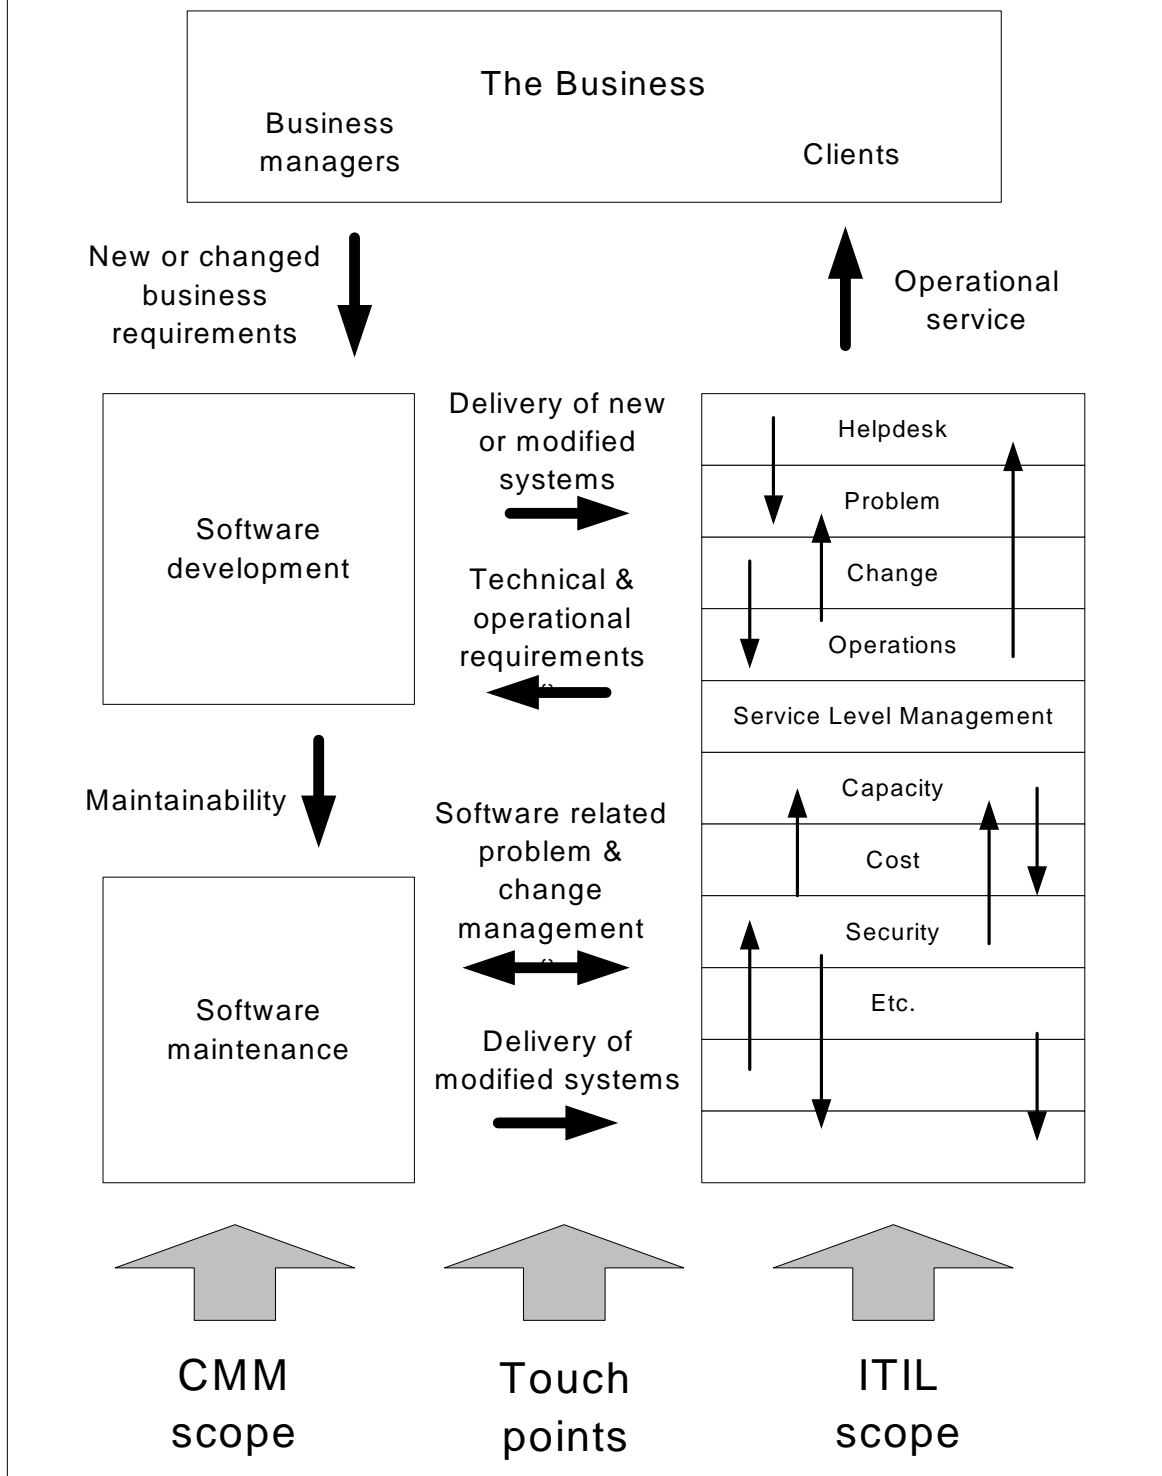 The Business
Business
managers
Clients
New or changed
business
requirements
Operational
service
Delivery of new
or modified
systems
Software
development
Technical &
operational
requirements
Maintainability
Software related
problem &
change
management
Software
maintenance
Delivery of
modified systems
Helpdesk
Problem
Change
Operations
Service Level Management
Capacity
Cost
Security
Etc.
CMM
scope
Touch
points
ITIL
scope